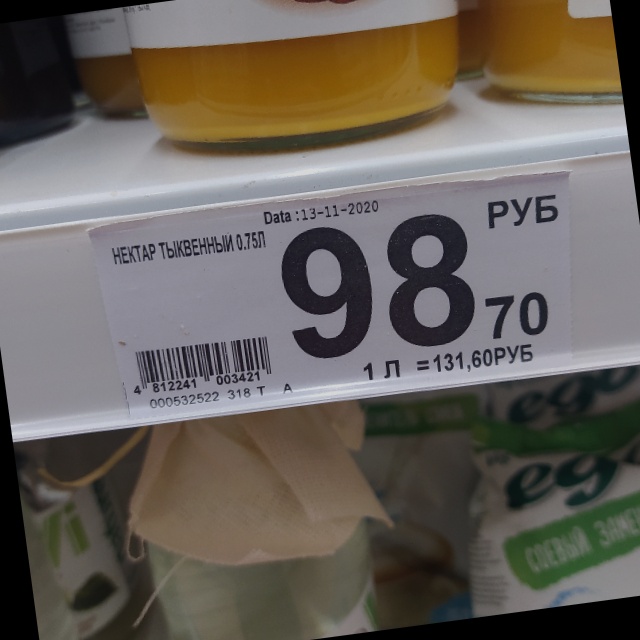 Data :13-11-2020
НЕКТАР ТЫКВЕННЫЙ 0.75Л
98 70 РУБ
1 Л =131,60РУБ
4 812241 003421
000532522 318 T A
ego
ego
СОЕВЫЙ